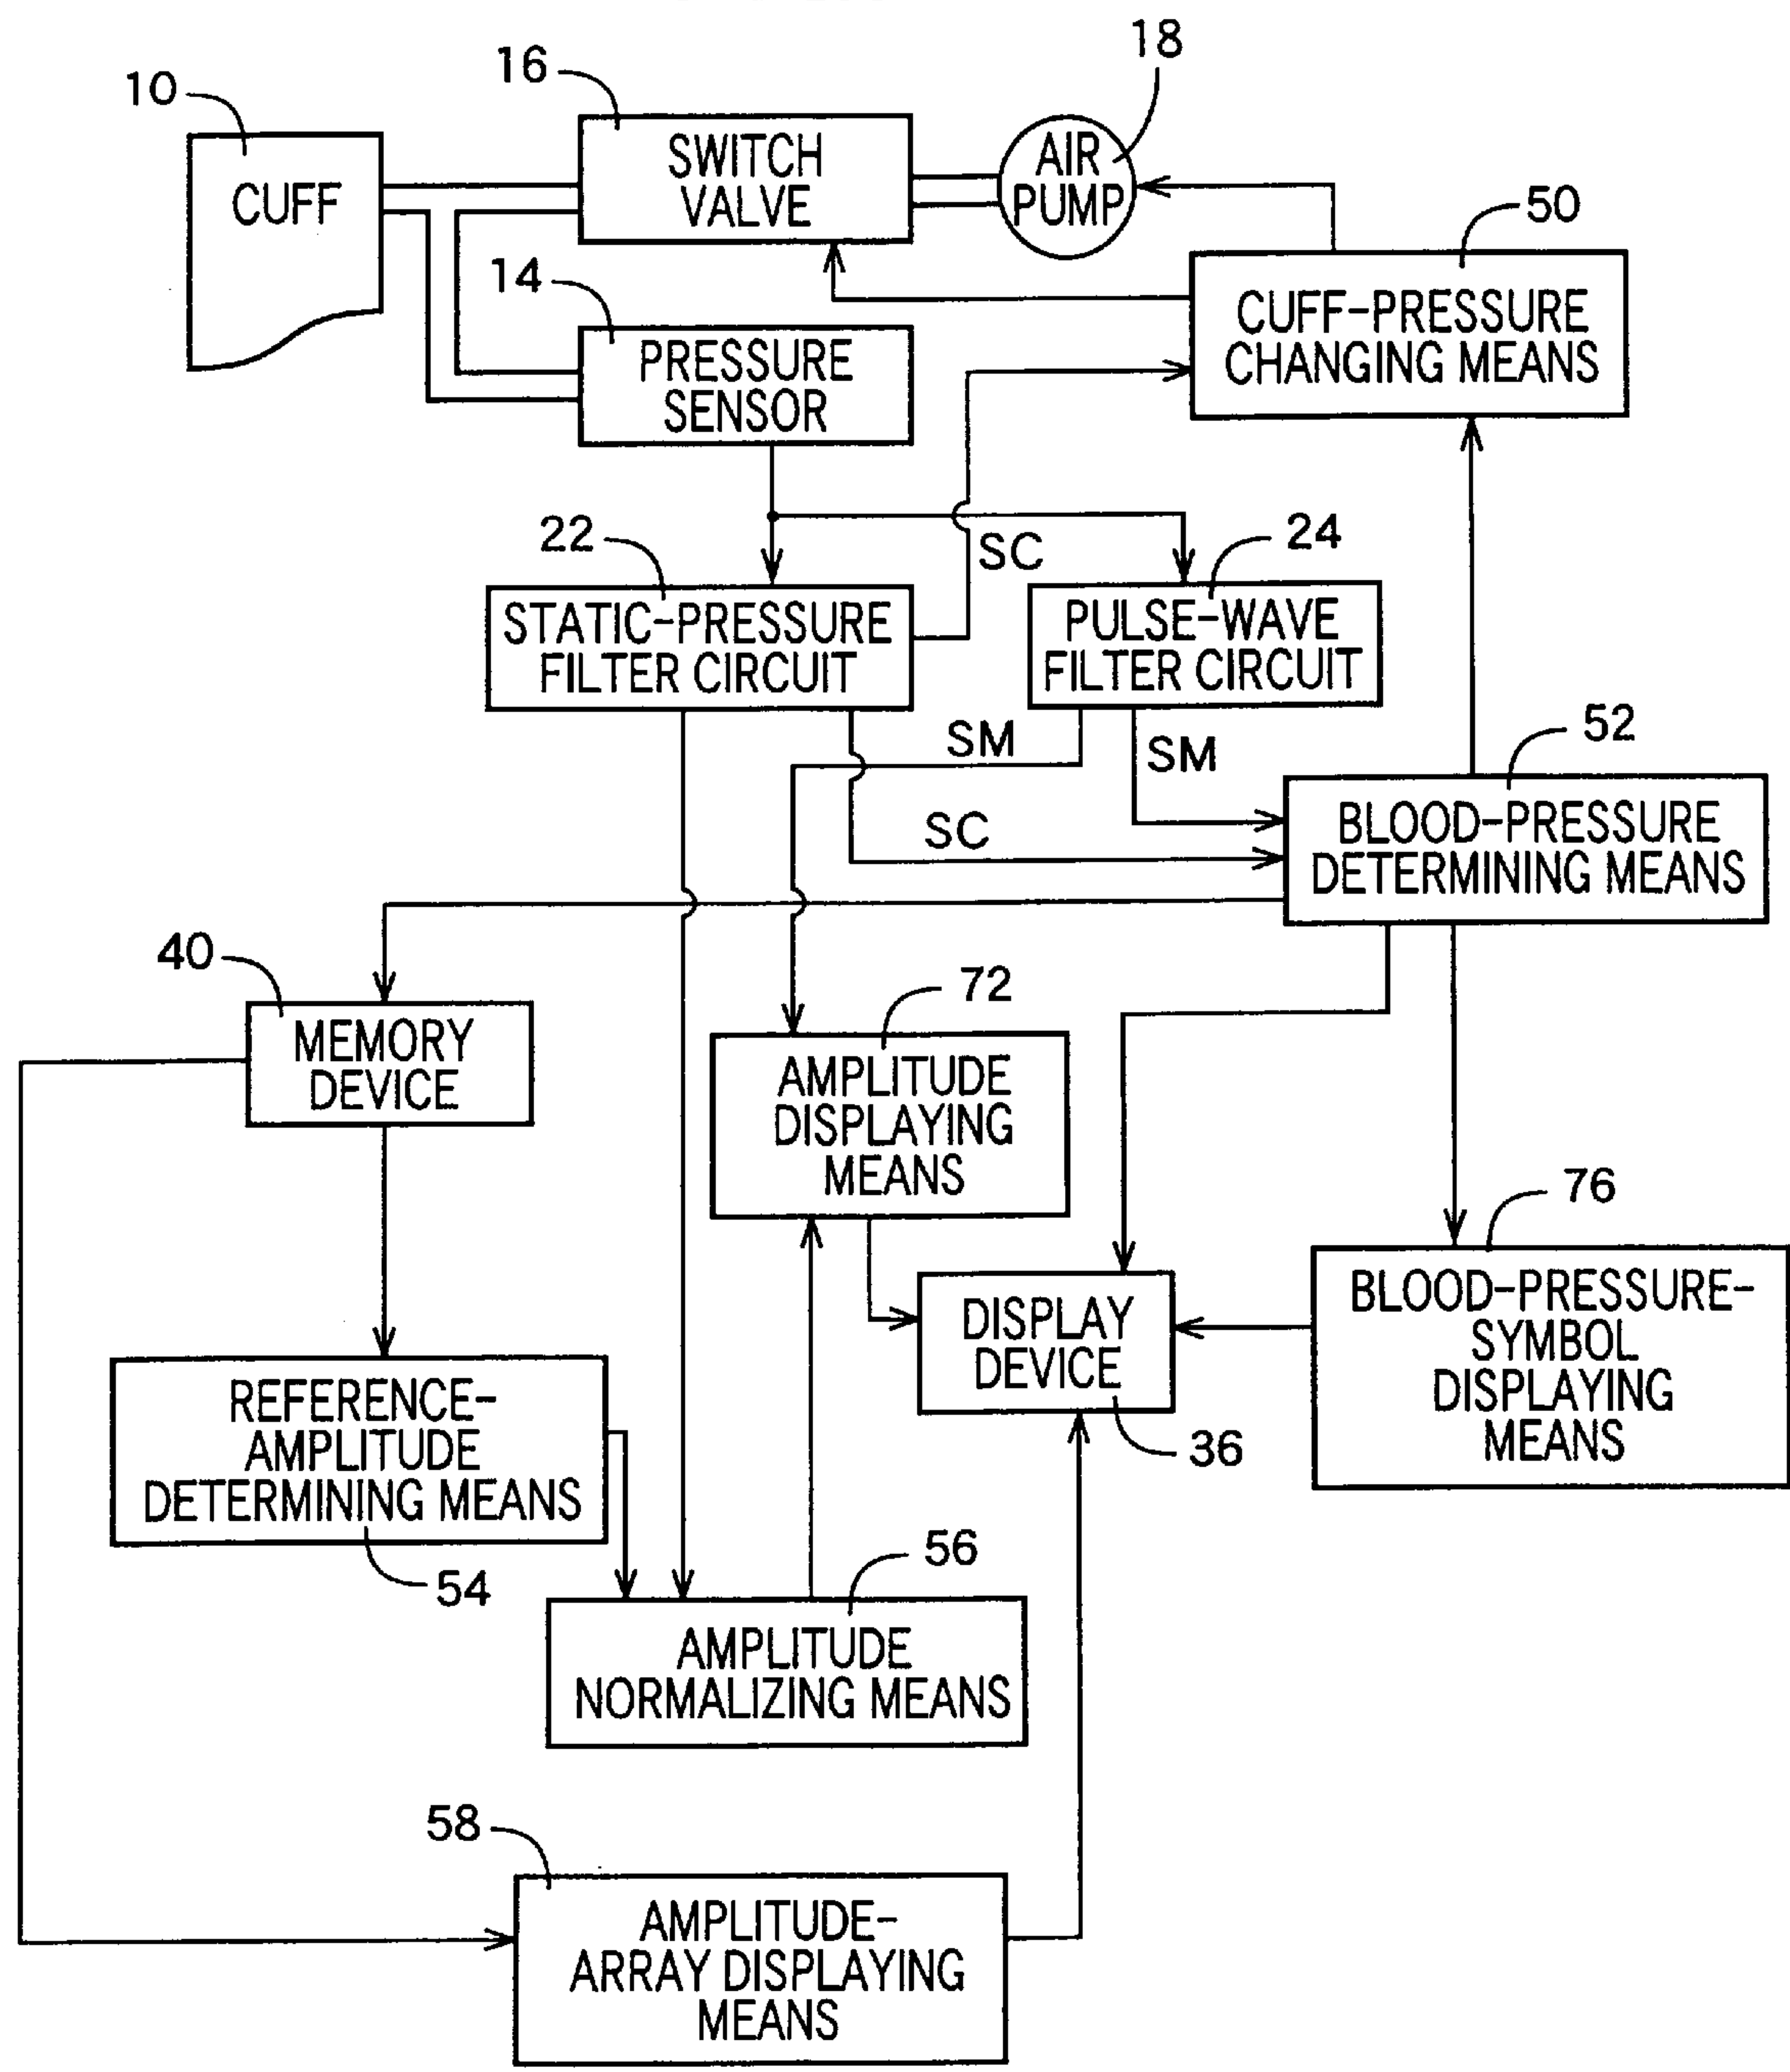 18
16
10
SWITCH
VALVE
AIR
PUMP
CUFF
50
14
CUFF-PRESSURE
CHANGING MEANS
PRESSURE
SENSOR
22
SC
24
STATIC-PRESSURE
FILTER CIRCUIT
PULSE-WAVE
FILTER CIRCUIT
52
SM
SM
SC
BLOOD-PRESSURE
DETERMINING MEANS
40
72
MEMORY
DEVICE
AMPLITUDE
DISPLAYING
MEANS
76
BLOOD-PRESSURE-
SYMBOL
DISPLAYING
MEANS
DISPLAY
DEVICE
36
REFERENCE-
AMPLITUDE
DETERMINING MEANS
54
56
AMPLITUDE
NORMALIZING MEANS
58
AMPLITUDE-
ARRAY DISPLAYING
MEANS